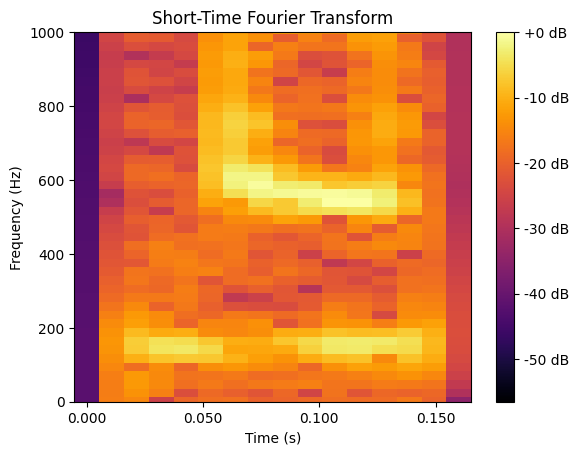 Short-Time Fourier Transform
1000
800
600
400
200
0
Frequency (Hz)
0.000
0.050
0.100
0.150
Time (s)
+0 dB
-10 dB
-20 dB
-30 dB
-40 dB
-50 dB